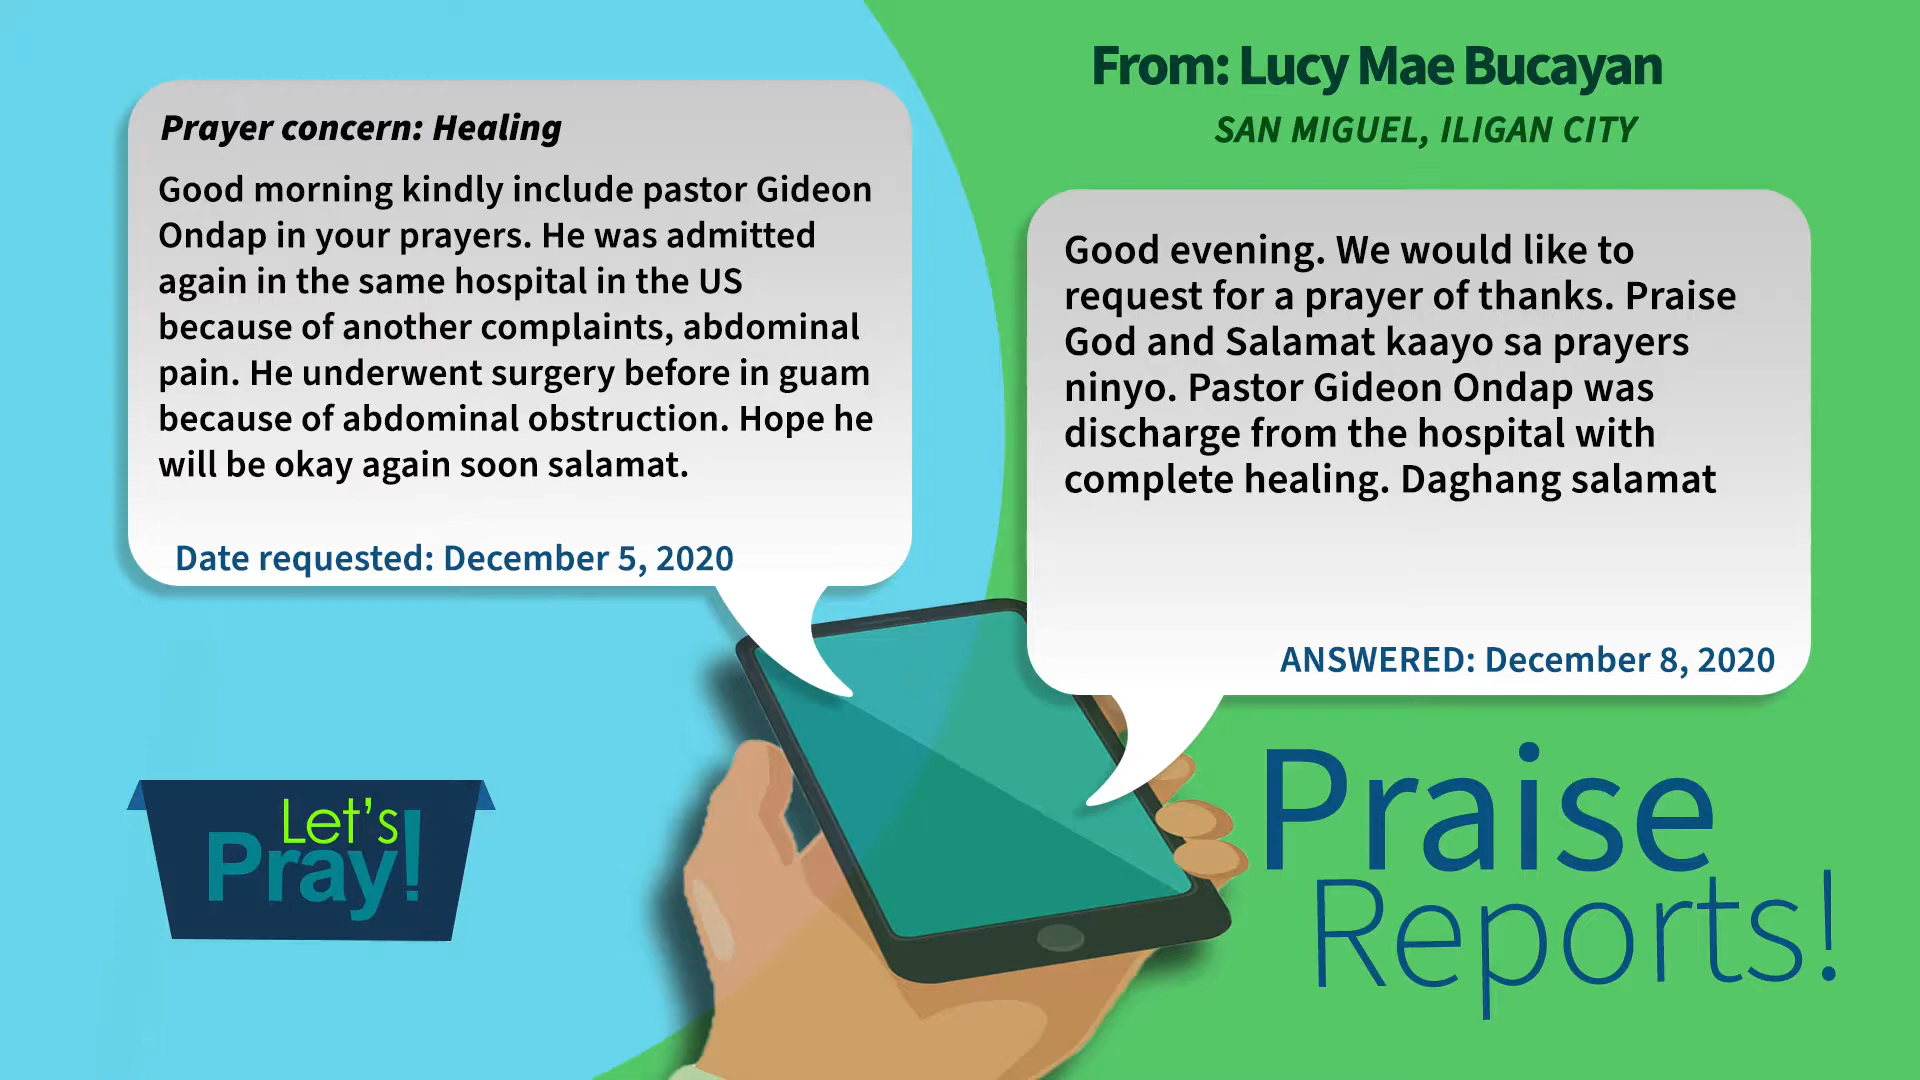 Prayer concern: Healing
Good morning kindly include pastor Gideon
Ondap in your prayers. He was admitted
again in the same hospital in the US
because of another complaints, abdominal
pain. He underwent surgery before in guam
because of abdominal obstruction. Hope he
will be okay again soon salamat.
Date requested: December 5, 2020
From: Lucy Mae Bucayan
SAN MIGUEL, ILIGAN CITY
Good evening. We would like to
request for a prayer of thanks. Praise
God and Salamat kaayo sa prayers
ninyo. Pastor Gideon Ondap was
discharge from the hospital with
complete healing. Daghang salamat
ANSWERED: December 8, 2020
Let's
Pray!
Praise
Reports!